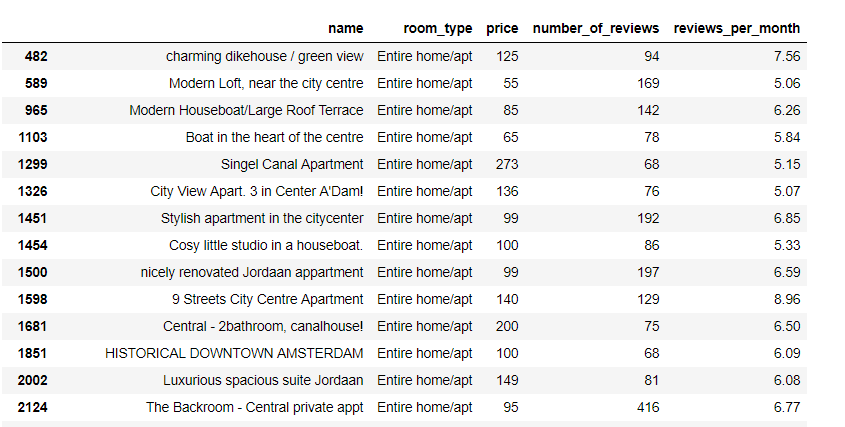 name room_type price number_of_reviews reviews_per_month
482 charming dikehouse / green view Entire home/apt 125 94 7.56
589 Modern Loft, near the city centre Entire home/apt 55 169 5.06
965 Modern Houseboat/Large Roof Terrace Entire home/apt 85 142 6.26
1103 Boat in the heart of the centre Entire home/apt 65 78 5.84
1299 Singel Canal Apartment Entire home/apt 273 68 5.15
1326 City View Apart. 3 in Center A'Dam! Entire home/apt 136 76 5.07
1451 Stylish apartment in the citycenter Entire home/apt 99 192 6.85
1454 Cosy little studio in a houseboat. Entire home/apt 100 86 5.33
1500 nicely renovated Jordaan appartment Entire home/apt 99 197 6.59
1598 9 Streets City Centre Apartment Entire home/apt 140 129 8.96
1681 Central - 2bathroom, canalhouse! Entire home/apt 200 75 6.50
1851 HISTORICAL DOWNTOWN AMSTERDAM Entire home/apt 100 68 6.09
2002 Luxurious spacious suite Jordaan Entire home/apt 149 81 6.08
2124 The Backroom - Central private appt Entire home/apt 95 416 6.77